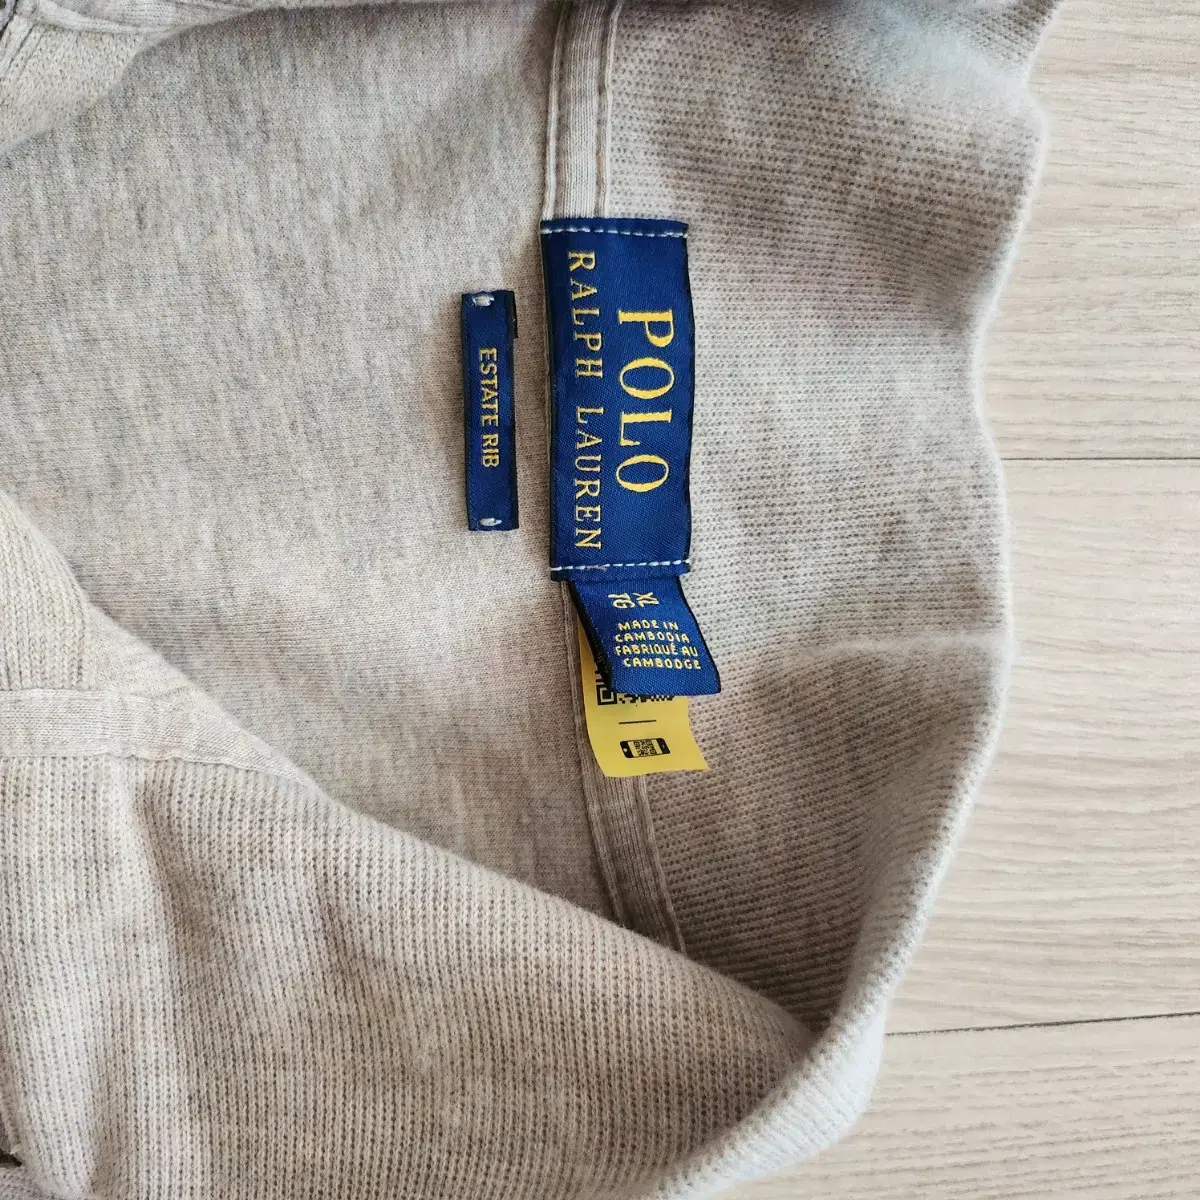 POLO
RALPH LAUREN
ESTATE RIB
XL
TG
MADE IN
CAMBODIA
FABRIQUÉ AU
CAMBODGE